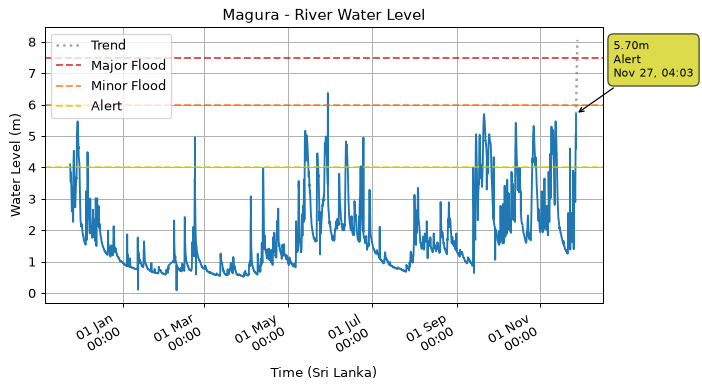 Magura - River Water Level
Trend
Major Flood
Minor Flood
Alert
5.70m
Alert
Nov 27, 04:03
Water Level (m)
8
7
6
5
4
3
2
1
0
01 Jan
00:00
01 Mar
00:00
01 May
00:00
01 Jul
00:00
01 Sep
00:00
01 Nov
00:00
Time (Sri Lanka)